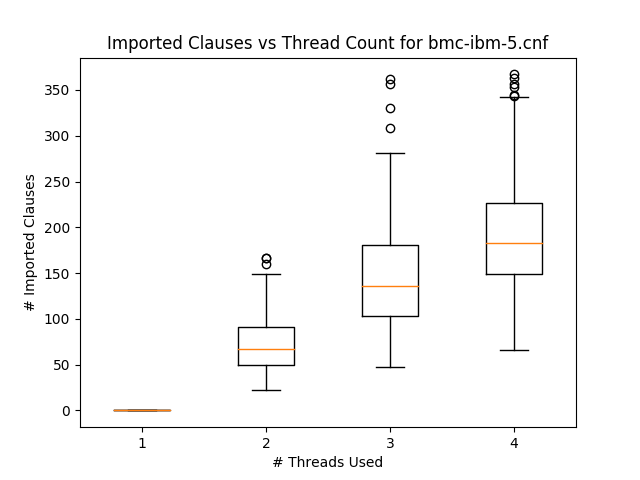 Imported Clauses vs Thread Count for bmc-ibm-5.cnf
# Imported Clauses
350
300
250
200
150
100
50
0
1 2 3 4
# Threads Used